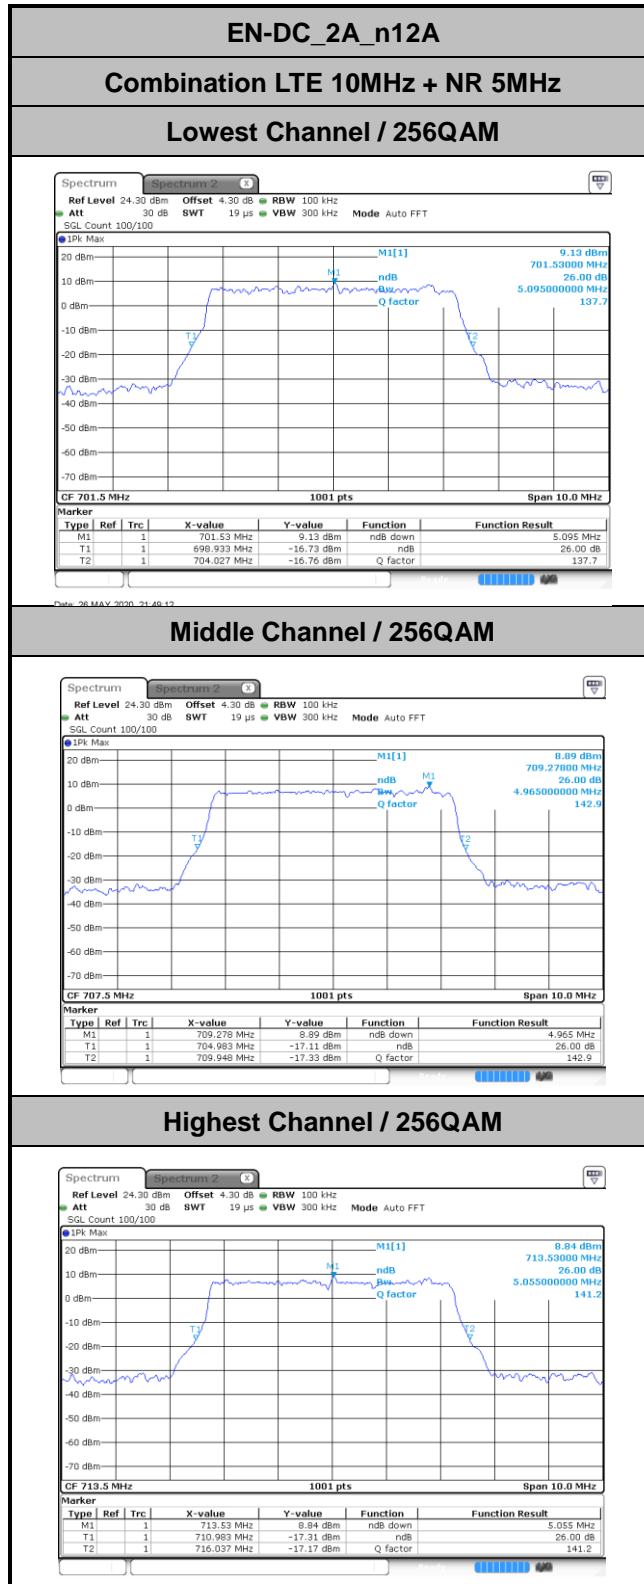 EN-DC_2A_n12A
Combination LTE 10MHz + NR 5MHz
Lowest Channel / 256QAM
Spectrum Spectrum 2 X
Ref Level 24.30 dBm Offset 4.30 dB RBW 100 kHz
Att 30 dB SWT 19 µs VBW 300 kHz Mode Auto FFT
SGL Count 100/100
1Pk Max
M1[1] 9.13 dBm
701.53000 MHz
ndB 26.00 dB
Bw 5.095000000 MHz
Q factor 137.7
20 dBm
10 dBm
0 dBm
-10 dBm
-20 dBm
-30 dBm
-40 dBm
-50 dBm
-60 dBm
-70 dBm
M1
T1
T2
CF 701.5 MHz 1001 pts Span 10.0 MHz
Marker
Type Ref Trc X-value Y-value Function Function Result
M1 1 701.53 MHz 9.13 dBm ndB down 5.095 MHz
T1 1 698.933 MHz -16.73 dBm ndB 26.00 dB
T2 1 704.027 MHz -16.76 dBm Q factor 137.7
Date: 26 MAY 2020 21:49:12
Middle Channel / 256QAM
Spectrum Spectrum 2 X
Ref Level 24.30 dBm Offset 4.30 dB RBW 100 kHz
Att 30 dB SWT 19 µs VBW 300 kHz Mode Auto FFT
SGL Count 100/100
1Pk Max
M1[1] 8.89 dBm
709.27800 MHz
ndB 26.00 dB
Bw 4.965000000 MHz
Q factor 142.9
20 dBm
10 dBm
0 dBm
-10 dBm
-20 dBm
-30 dBm
-40 dBm
-50 dBm
-60 dBm
-70 dBm
M1
T1
T2
CF 707.5 MHz 1001 pts Span 10.0 MHz
Marker
Type Ref Trc X-value Y-value Function Function Result
M1 1 709.278 MHz 8.89 dBm ndB down 4.965 MHz
T1 1 704.983 MHz -17.11 dBm ndB 26.00 dB
T2 1 709.948 MHz -17.33 dBm Q factor 142.9
Highest Channel / 256QAM
Spectrum Spectrum 2 X
Ref Level 24.30 dBm Offset 4.30 dB RBW 100 kHz
Att 30 dB SWT 19 µs VBW 300 kHz Mode Auto FFT
SGL Count 100/100
1Pk Max
M1[1] 8.84 dBm
713.53000 MHz
ndB 26.00 dB
Bw 5.055000000 MHz
Q factor 141.2
20 dBm
10 dBm
0 dBm
-10 dBm
-20 dBm
-30 dBm
-40 dBm
-50 dBm
-60 dBm
-70 dBm
M1
T1
T2
CF 713.5 MHz 1001 pts Span 10.0 MHz
Marker
Type Ref Trc X-value Y-value Function Function Result
M1 1 713.53 MHz 8.84 dBm ndB down 5.055 MHz
T1 1 710.983 MHz -17.31 dBm ndB 26.00 dB
T2 1 716.037 MHz -17.17 dBm Q factor 141.2